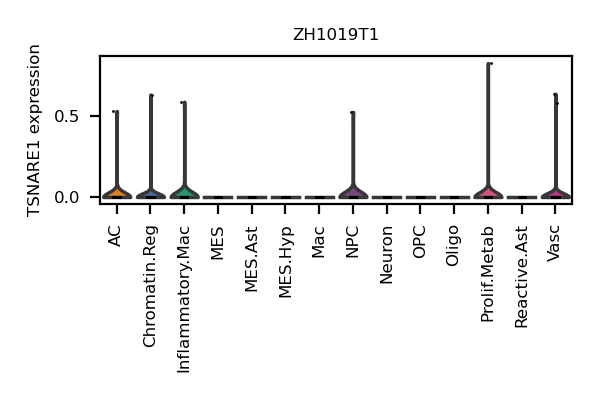 ZH1019T1
TSNARE1 expression
0.5
0.0
AC
Chromatin.Reg
Inflammatory.Mac
MES
MES.Ast
MES.Hyp
Mac
NPC
Neuron
OPC
Oligo
Prolif.Metab
Reactive.Ast
Vasc